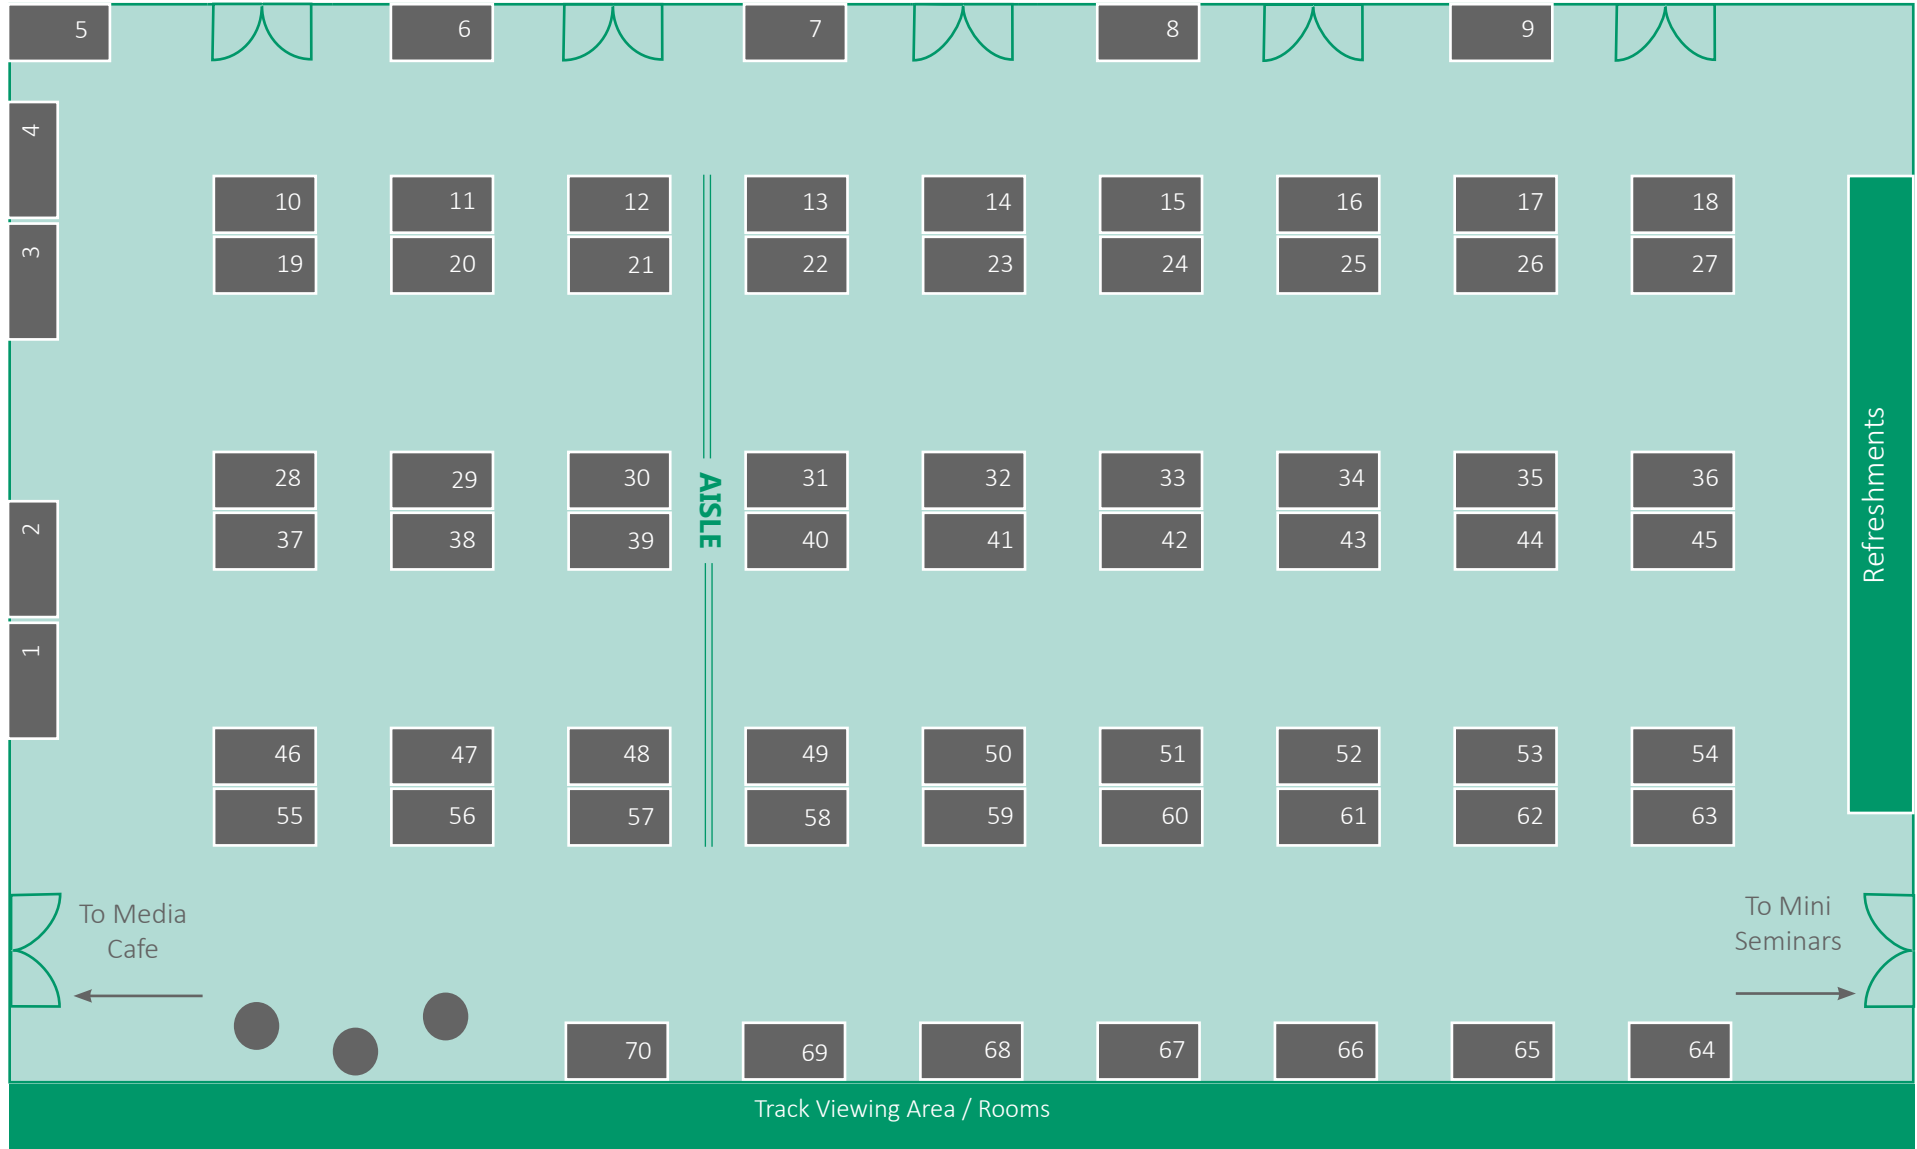 5 6 7 8 9
4
10 11 12 13 14 15 16 17 18
3
19 20 21 22 23 24 25 26 27
28 29 30 31 32 33 34 35 36
AISLE
Refreshments
2
37 38 39 40 41 42 43 44 45
1
46 47 48 49 50 51 52 53 54
55 56 57 58 59 60 61 62 63
To Media
Cafe
To Mini
Seminars
70 69 68 67 66 65 64
Track Viewing Area / Rooms